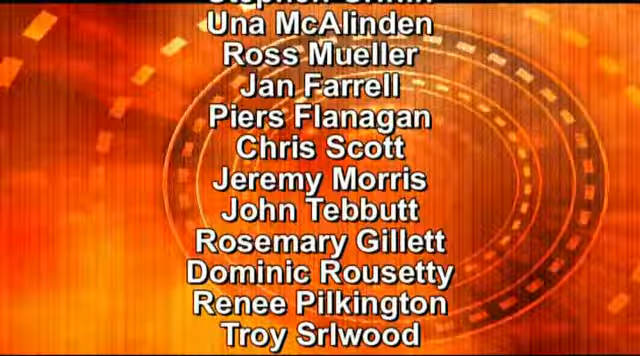 Una McAlinden
Ross Mueller
Jan Farrell
Piers Flanagan
Chris Scott
Jeremy Morris
John Tebbutt
Rosemary Gillett
Dominic Rousetty
Renee Pilkington
Troy Srlwood